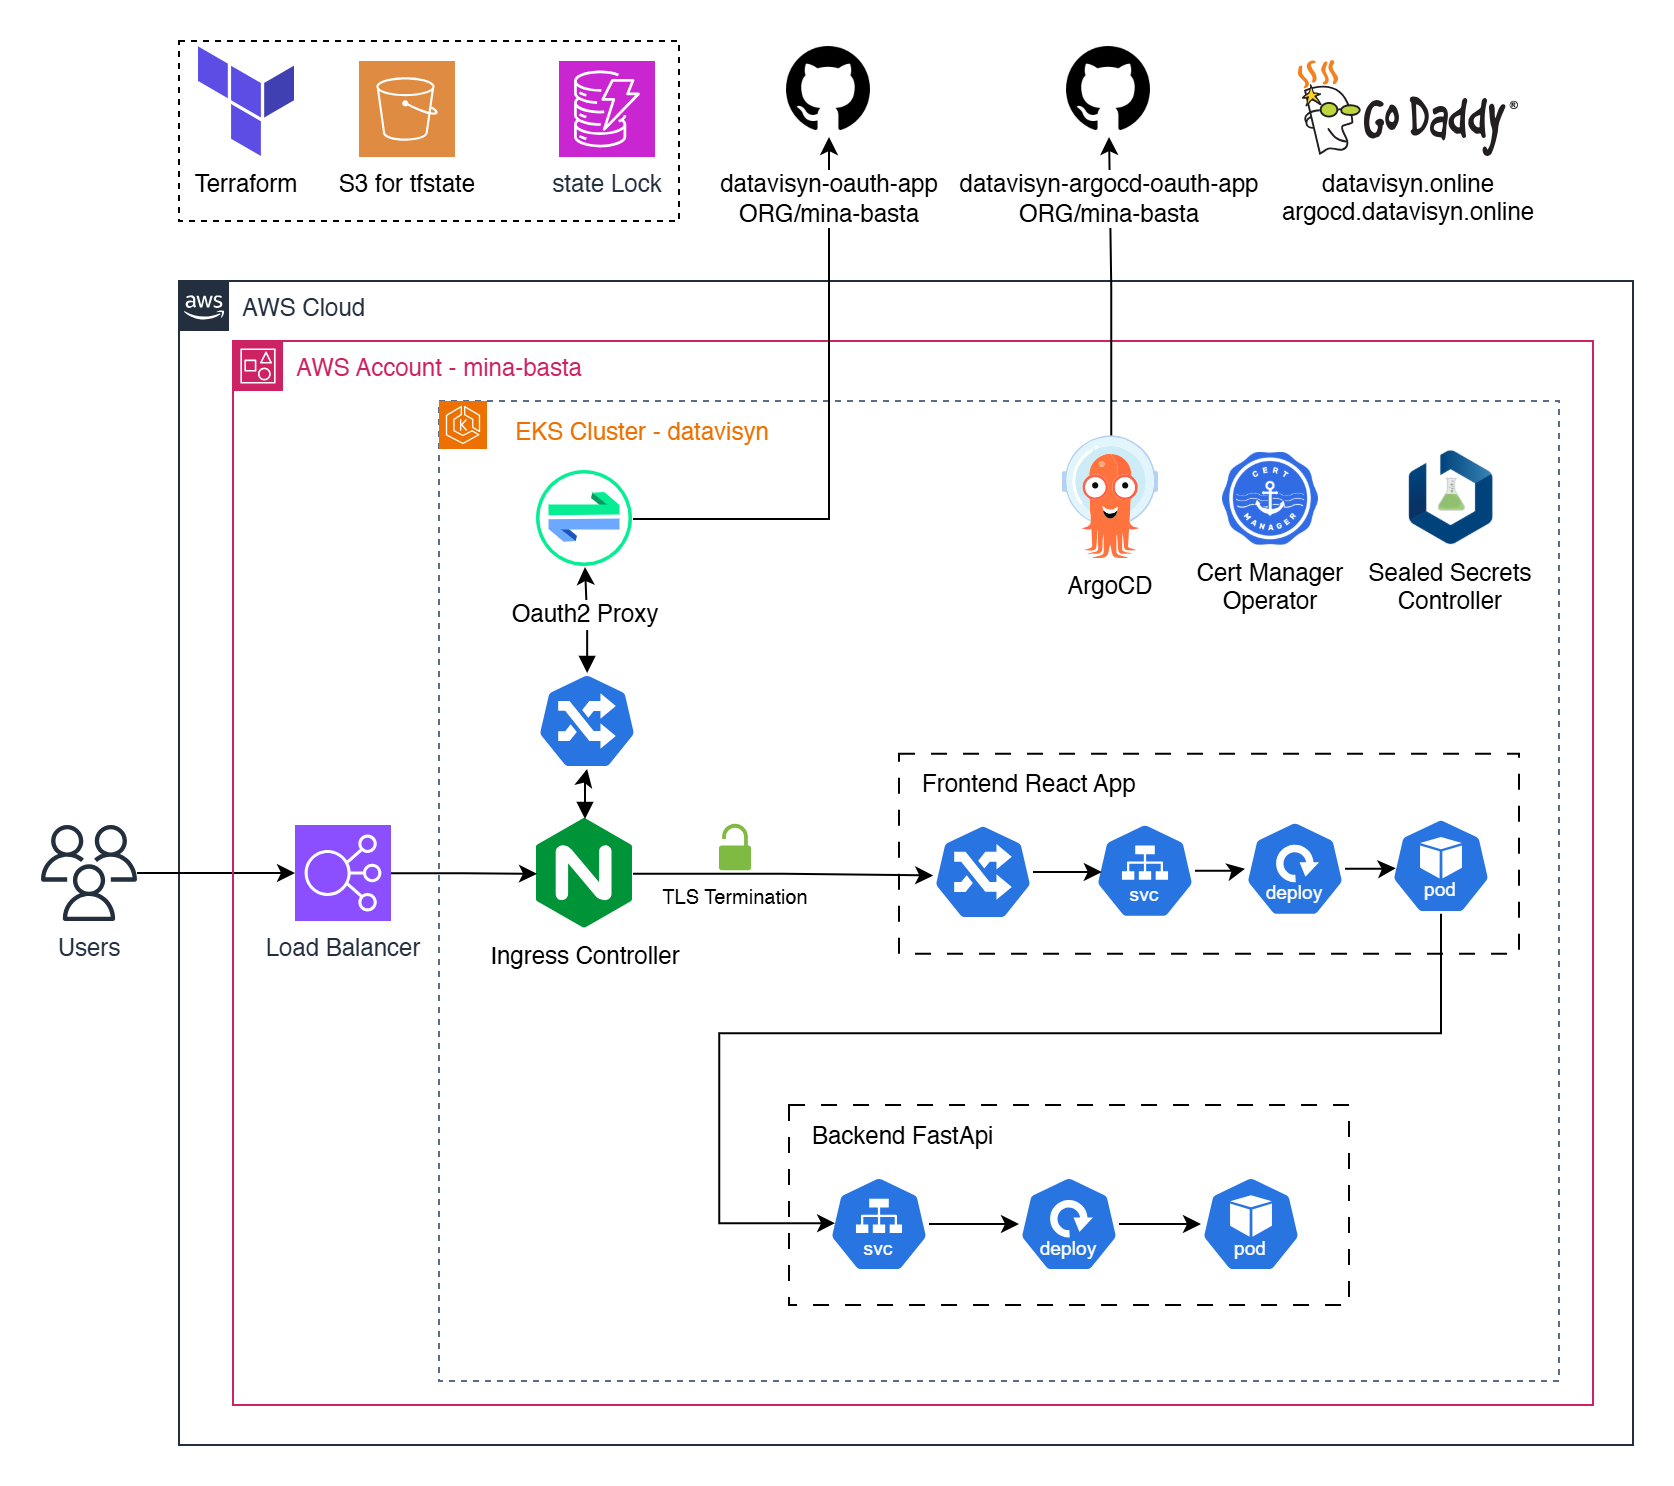 Terraform
S3 for tfstate
state Lock
datavisyn-oauth-app
ORG/mina-basta
datavisyn-argocd-oauth-app
ORG/mina-basta
Go Daddy®
datavisyn.online
argocd.datavisyn.online
aws
AWS Cloud
AWS Account - mina-basta
K
EKS Cluster - datavisyn
Oauth2 Proxy
ArgoCD
CERT
MANAGER
Cert Manager
Operator
Sealed Secrets
Controller
Users
Load Balancer
N
Ingress Controller
TLS Termination
Frontend React App
svc
deploy
pod
Backend FastApi
svc
deploy
pod